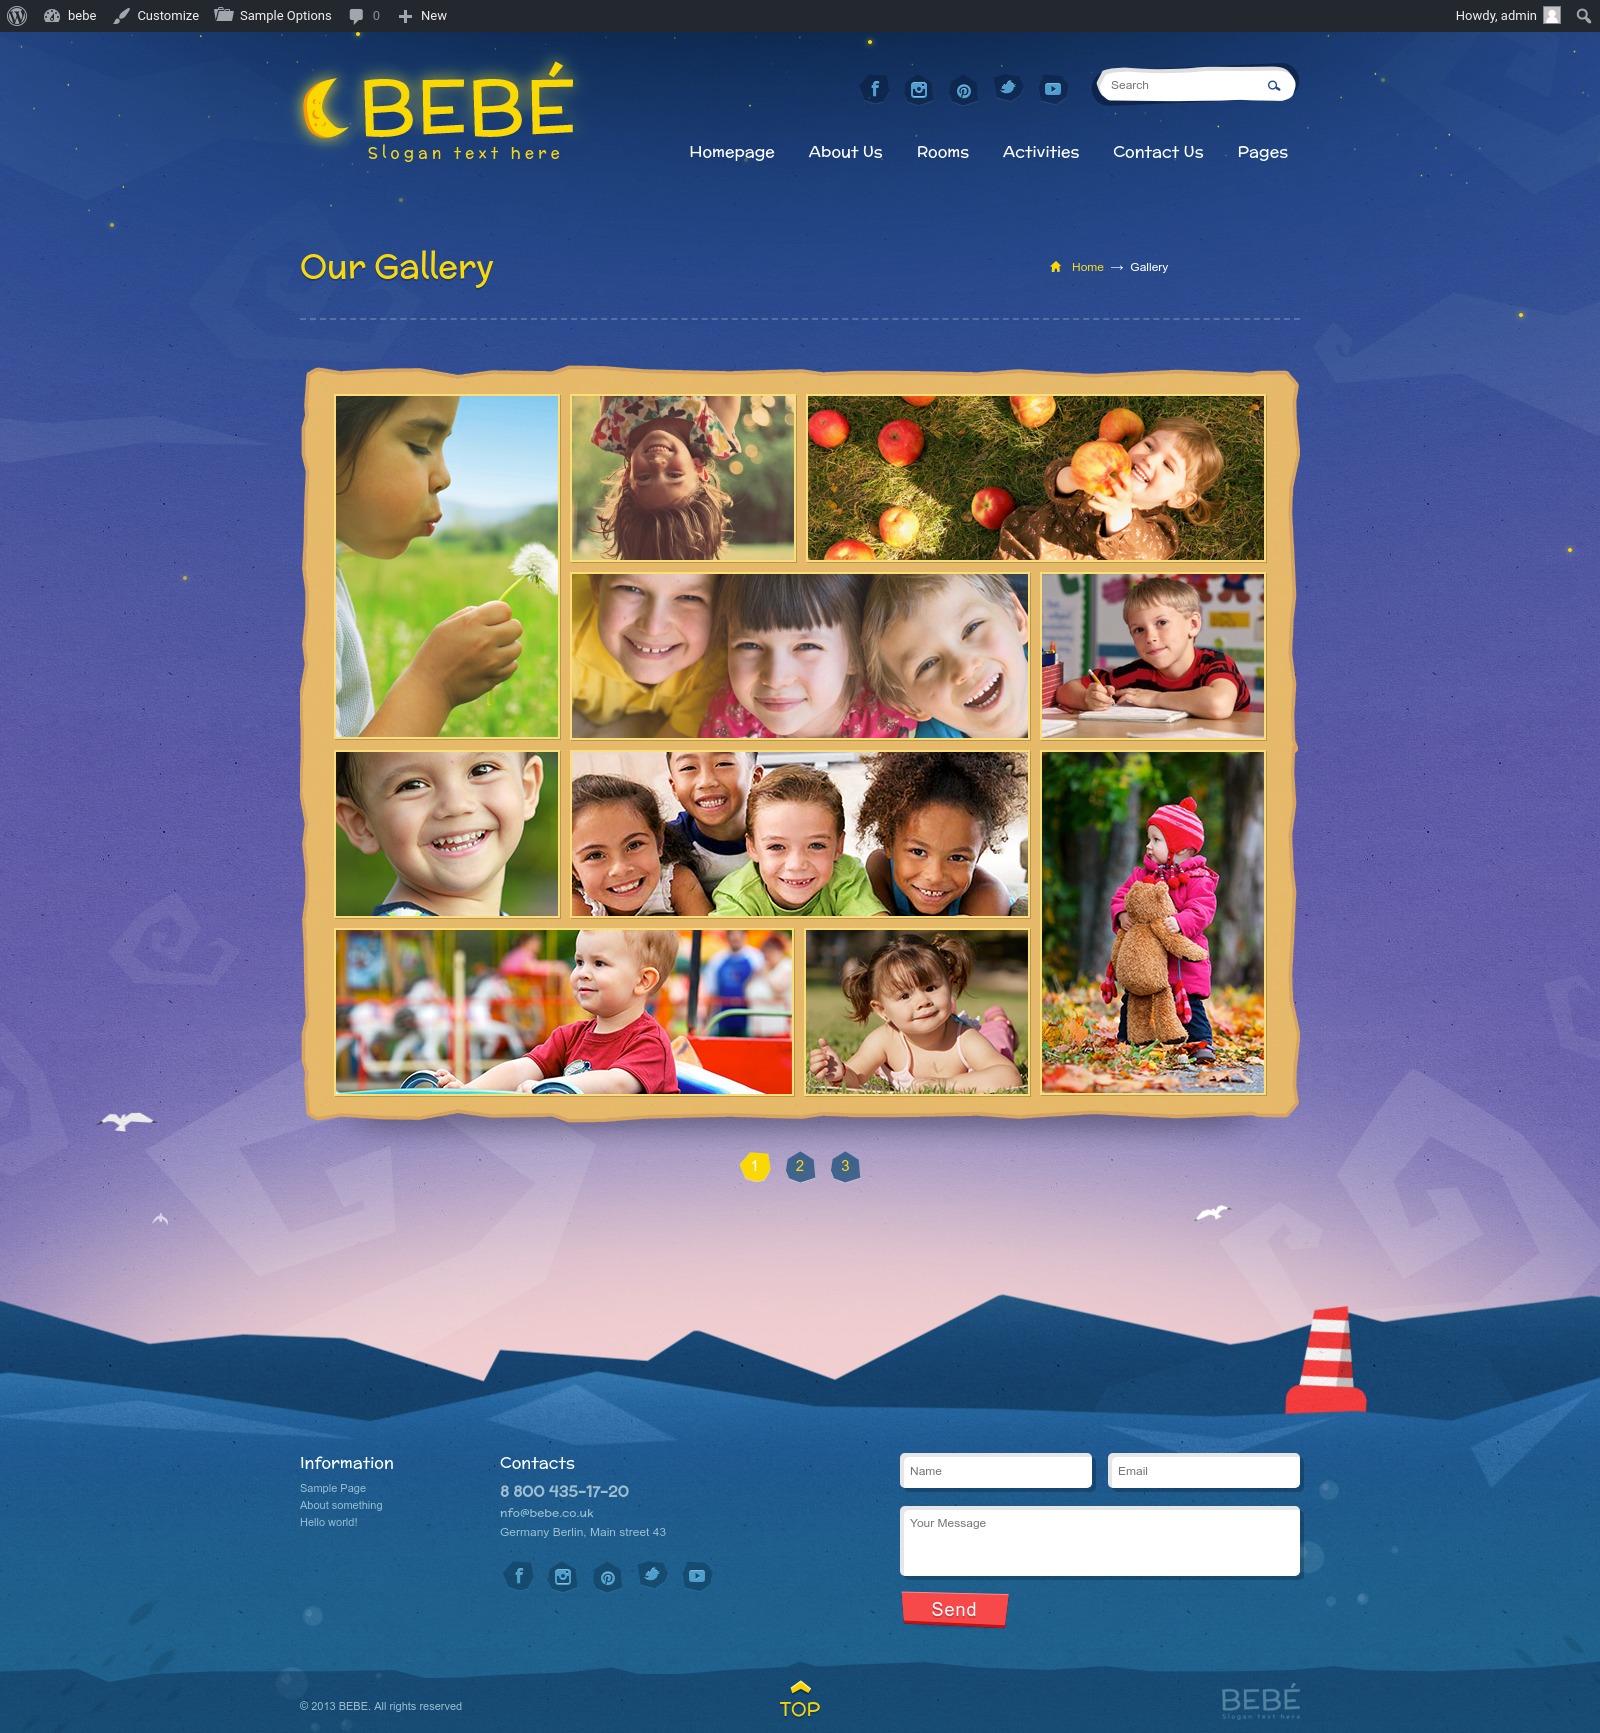 bebe Customize Sample Options 0 New Howdy, admin
BEBÉ
Slogan text here
Search
Homepage About Us Rooms Activities Contact Us Pages
Our Gallery
Home → Gallery
1 2 3
Information
Sample Page
About something
Hello world!
Contacts
8 800 435-17-20
nfo@bebe.co.uk
Germany Berlin, Main street 43
Name Email
Your Message
Send
© 2013 BEBE. All rights reserved
TOP
BEBÉ
Slogan text here